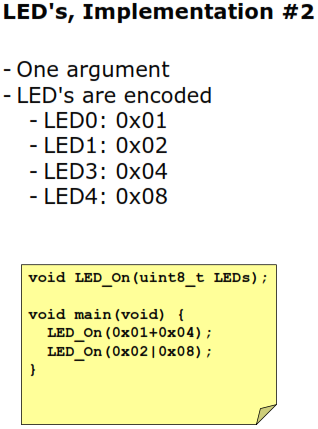 LED's, Implementation #2
- One argument
- LED's are encoded
- LED0: 0x01
- LED1: 0x02
- LED3: 0x04
- LED4: 0x08
void LED_On(uint8_t LEDs);
void main(void) {
LED_On(0x01+0x04);
LED_On(0x02|0x08);
}